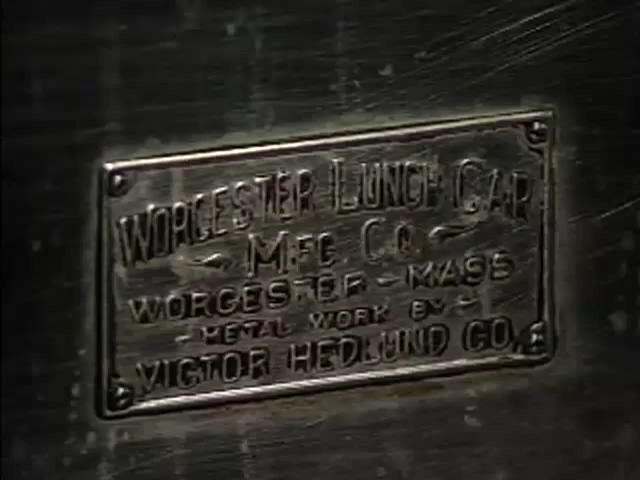 WORCESTER LUNCH CAR
MFG. CO.
WORCESTER - MASS
- METAL WORK BY -
VICTOR HEDLUND CO.